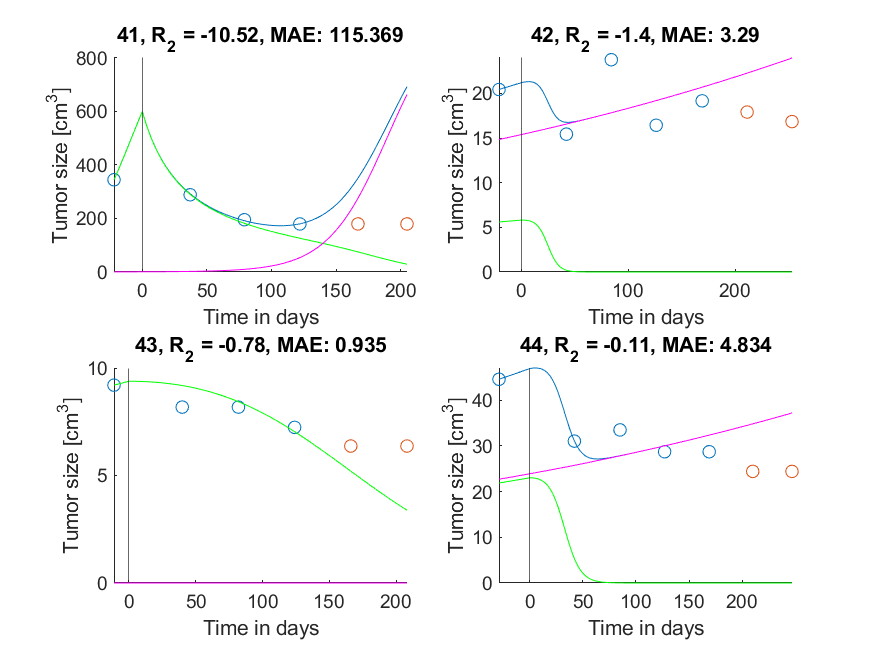 41, R2 = -10.52, MAE: 115.369
42, R2 = -1.4, MAE: 3.29
Tumor size [cm3]
800
600
400
200
0
0 50 100 150 200
Time in days
Tumor size [cm3]
20
15
10
5
0
0 100 200
Time in days
43, R2 = -0.78, MAE: 0.935
44, R2 = -0.11, MAE: 4.834
Tumor size [cm3]
10
5
0
0 50 100 150 200
Time in days
Tumor size [cm3]
40
30
20
10
0
0 50 100 150 200
Time in days